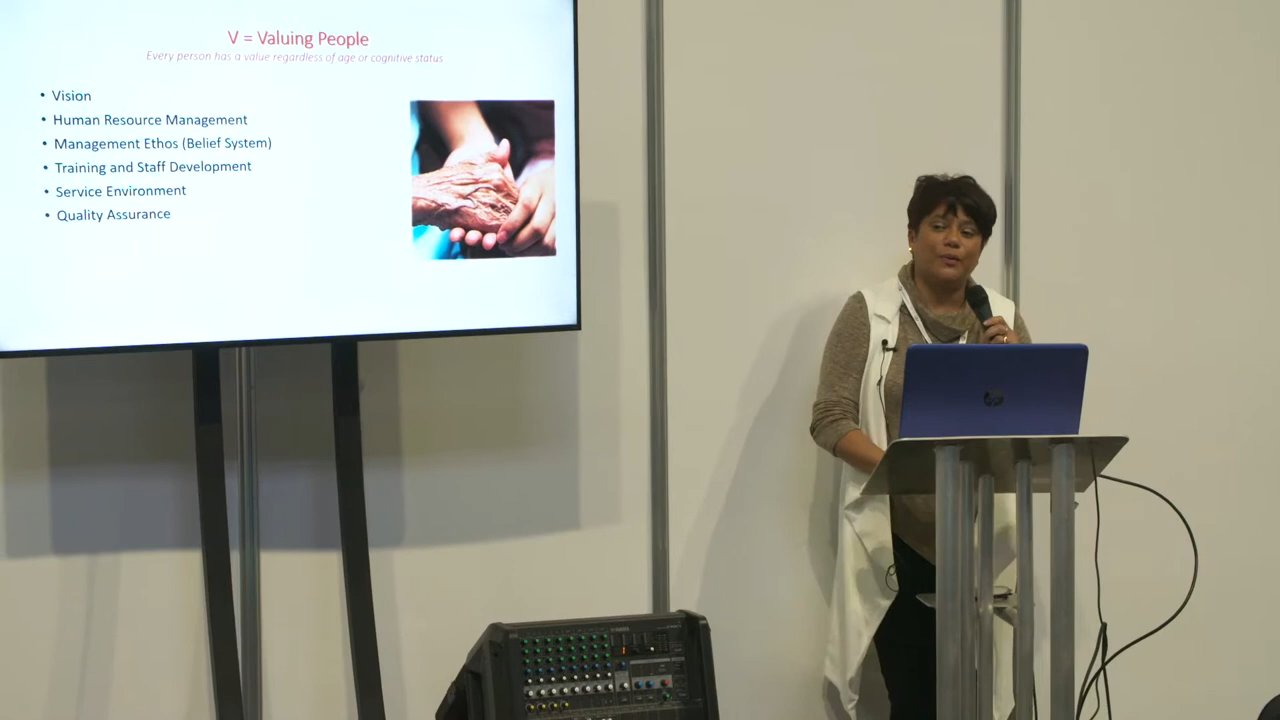 V = Valuing People
Every person has a value regardless of age or cognitive status
• Vision
• Human Resource Management
• Management Ethos (Belief System)
• Training and Staff Development
• Service Environment
• Quality Assurance
hp